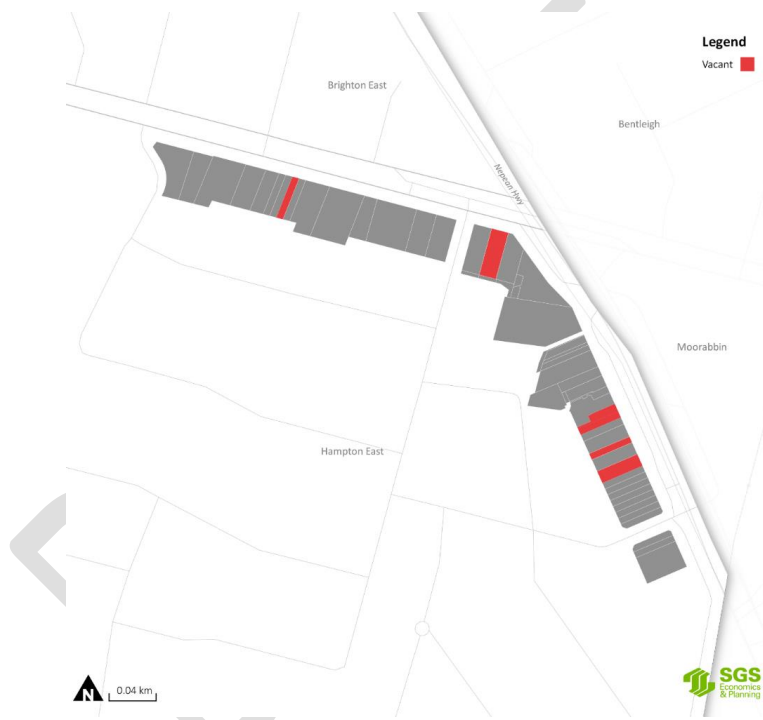 Legend
Vacant
Brighton East
Bentleigh
Nepean Hwy
Moorabbin
Hampton East
N
0.04 km
SGS
Economics
& Planning